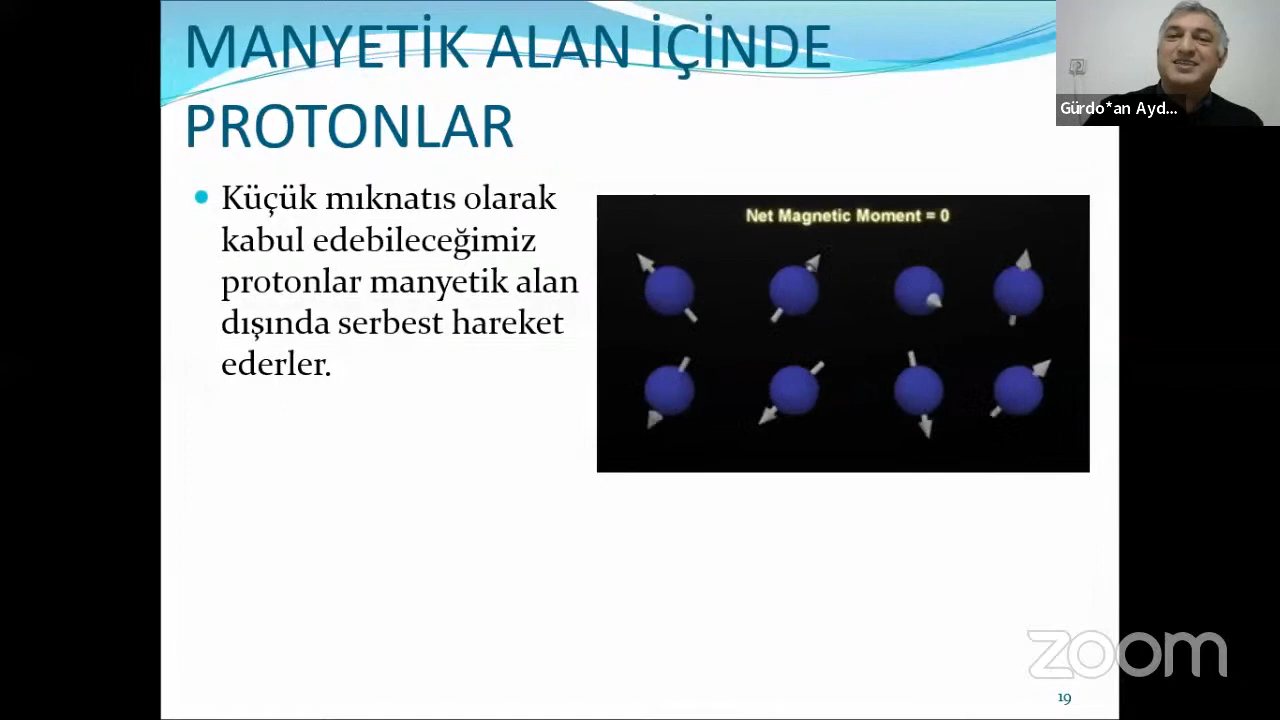 MANYETİK ALAN İÇİNDE
PROTONLAR
Küçük mıknatıs olarak
kabul edebileceğimiz
protonlar manyetik alan
dışında serbest hareket
ederler.
Net Magnetic Moment = 0
Gürdo*an Ayd...
zoom
19